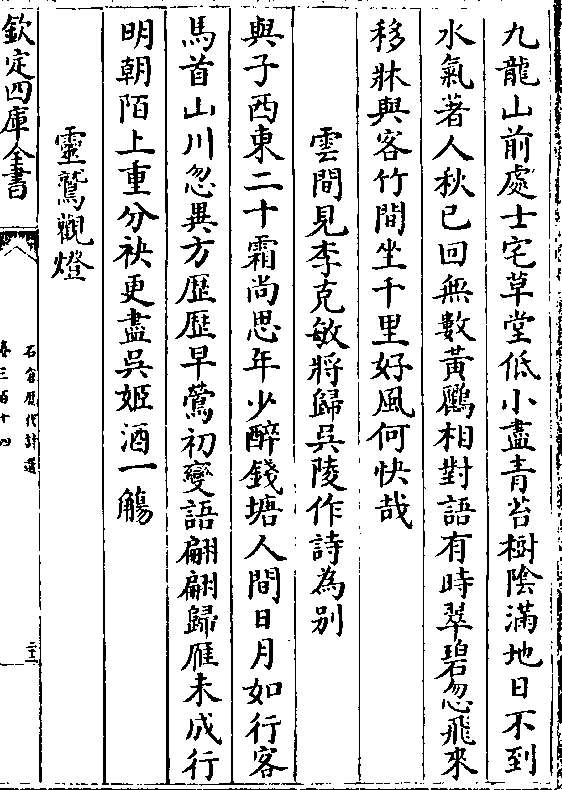 九龍山前處士宅草堂低小盡青苔樹陰滿地日不到
水氣著人秋已回無數黃鸝相對語有時翠碧忽飛來
移牀與客竹間坐千里好風何快哉
雲間見李克敏將歸吳陵作詩為别
與子西東二十霜尚思年少醉錢塘人間日月如行客
馬首山川忽異方歴歴早鶯初變語翩翩歸雁未成行
明朝陌上重分袂更盡吳姬酒一觴
靈鷲觀燈
欽定四庫全書
石倉歴代詩選
卷三百十四